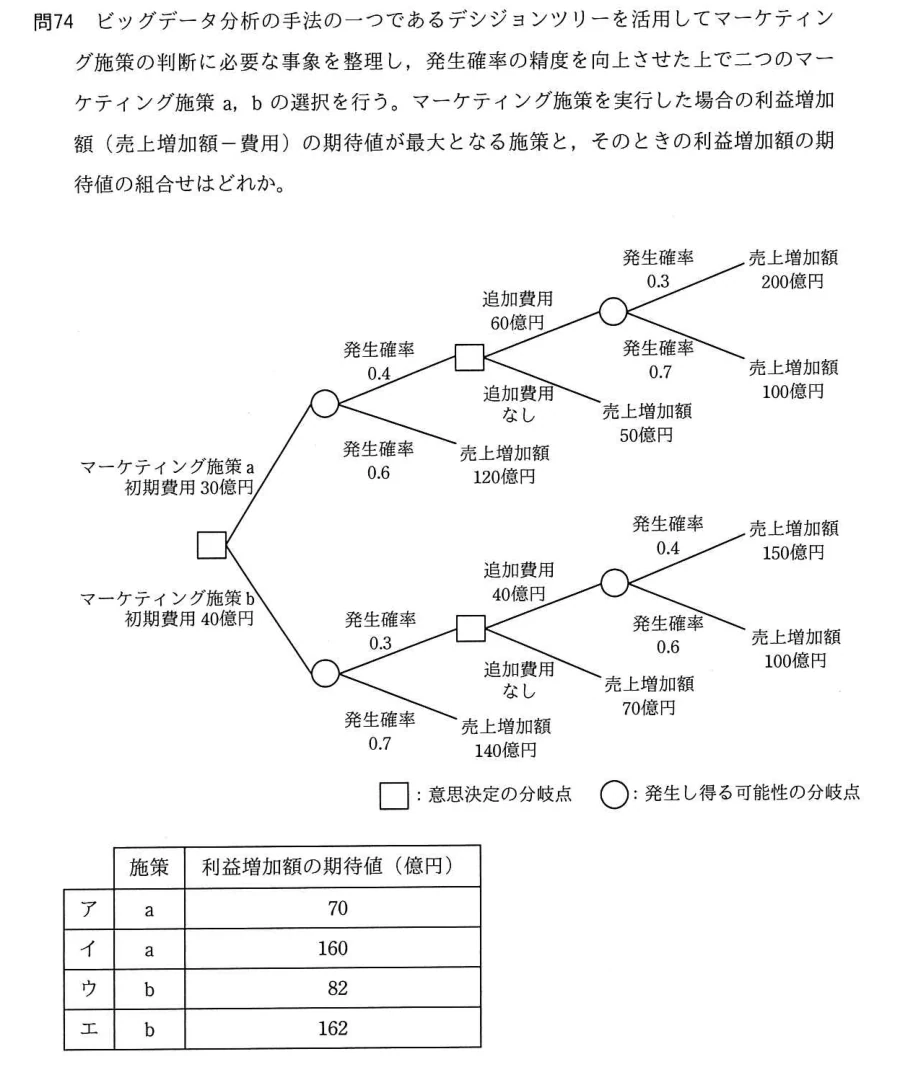 問74 ビッグデータ分析の手法の一つであるデシジョンツリーを活用してマーケティン
グ施策の判断に必要な事象を整理し，発生確率の精度を向上させた上で二つのマー
ケティング施策 a，b の選択を行う。マーケティング施策を実行した場合の利益増加
額（売上増加額－費用）の期待値が最大となる施策と，そのときの利益増加額の期
待値の組合せはどれか。
発生確率
0.3
売上増加額
200億円
追加費用
60億円
発生確率
0.7
売上増加額
100億円
発生確率
0.4
追加費用
なし
売上増加額
50億円
発生確率
0.6
売上増加額
120億円
マーケティング施策 a
初期費用 30億円
マーケティング施策 b
初期費用 40億円
発生確率
0.4
売上増加額
150億円
追加費用
40億円
発生確率
0.6
売上増加額
100億円
発生確率
0.3
追加費用
なし
売上増加額
70億円
発生確率
0.7
売上増加額
140億円
：意思決定の分岐点 ：発生し得る可能性の分岐点
施策 利益増加額の期待値（億円）
ア a 70
イ a 160
ウ b 82
エ b 162